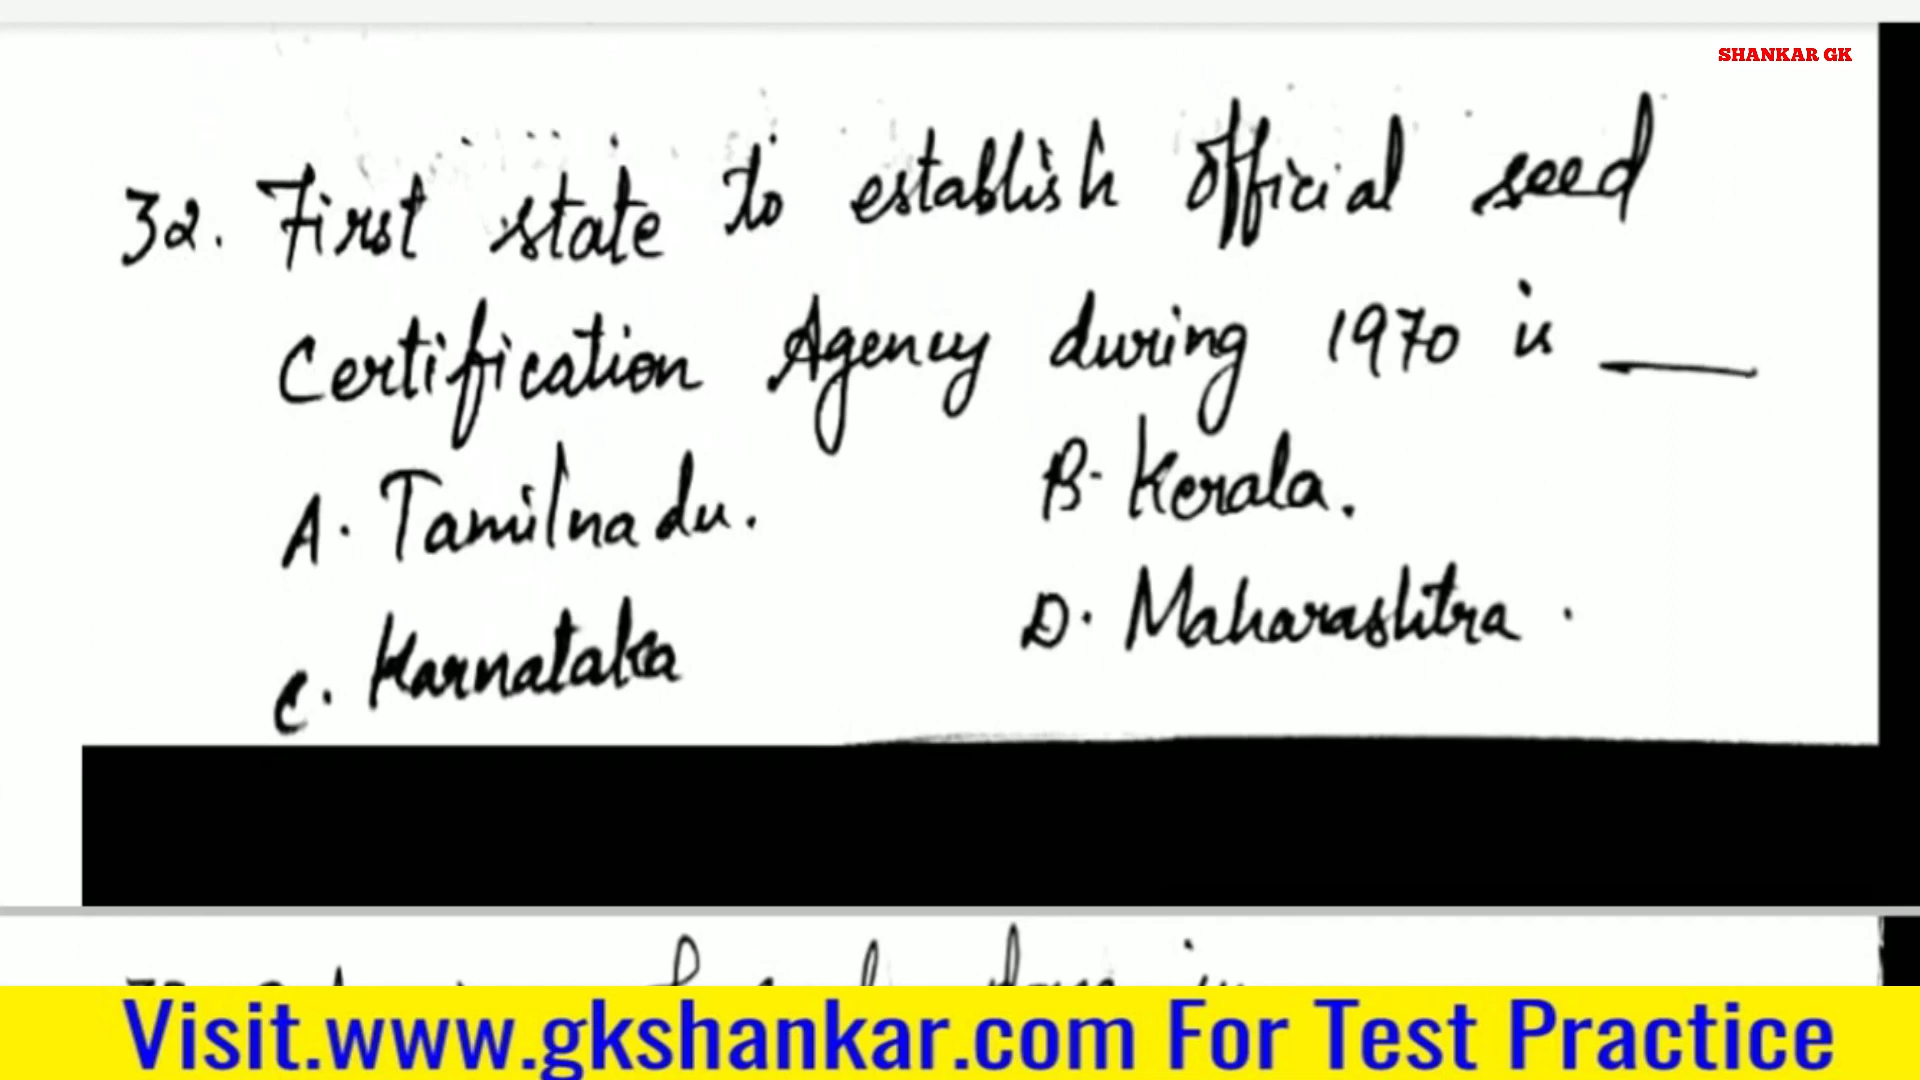 SHANKAR GK
32. First state to establish official seed
Certification Agency during 1970 is ___
A. Tamilnadu. B. Kerala.
C. Karnataka D. Maharashtra.
Visit.www.gkshankar.com For Test Practice